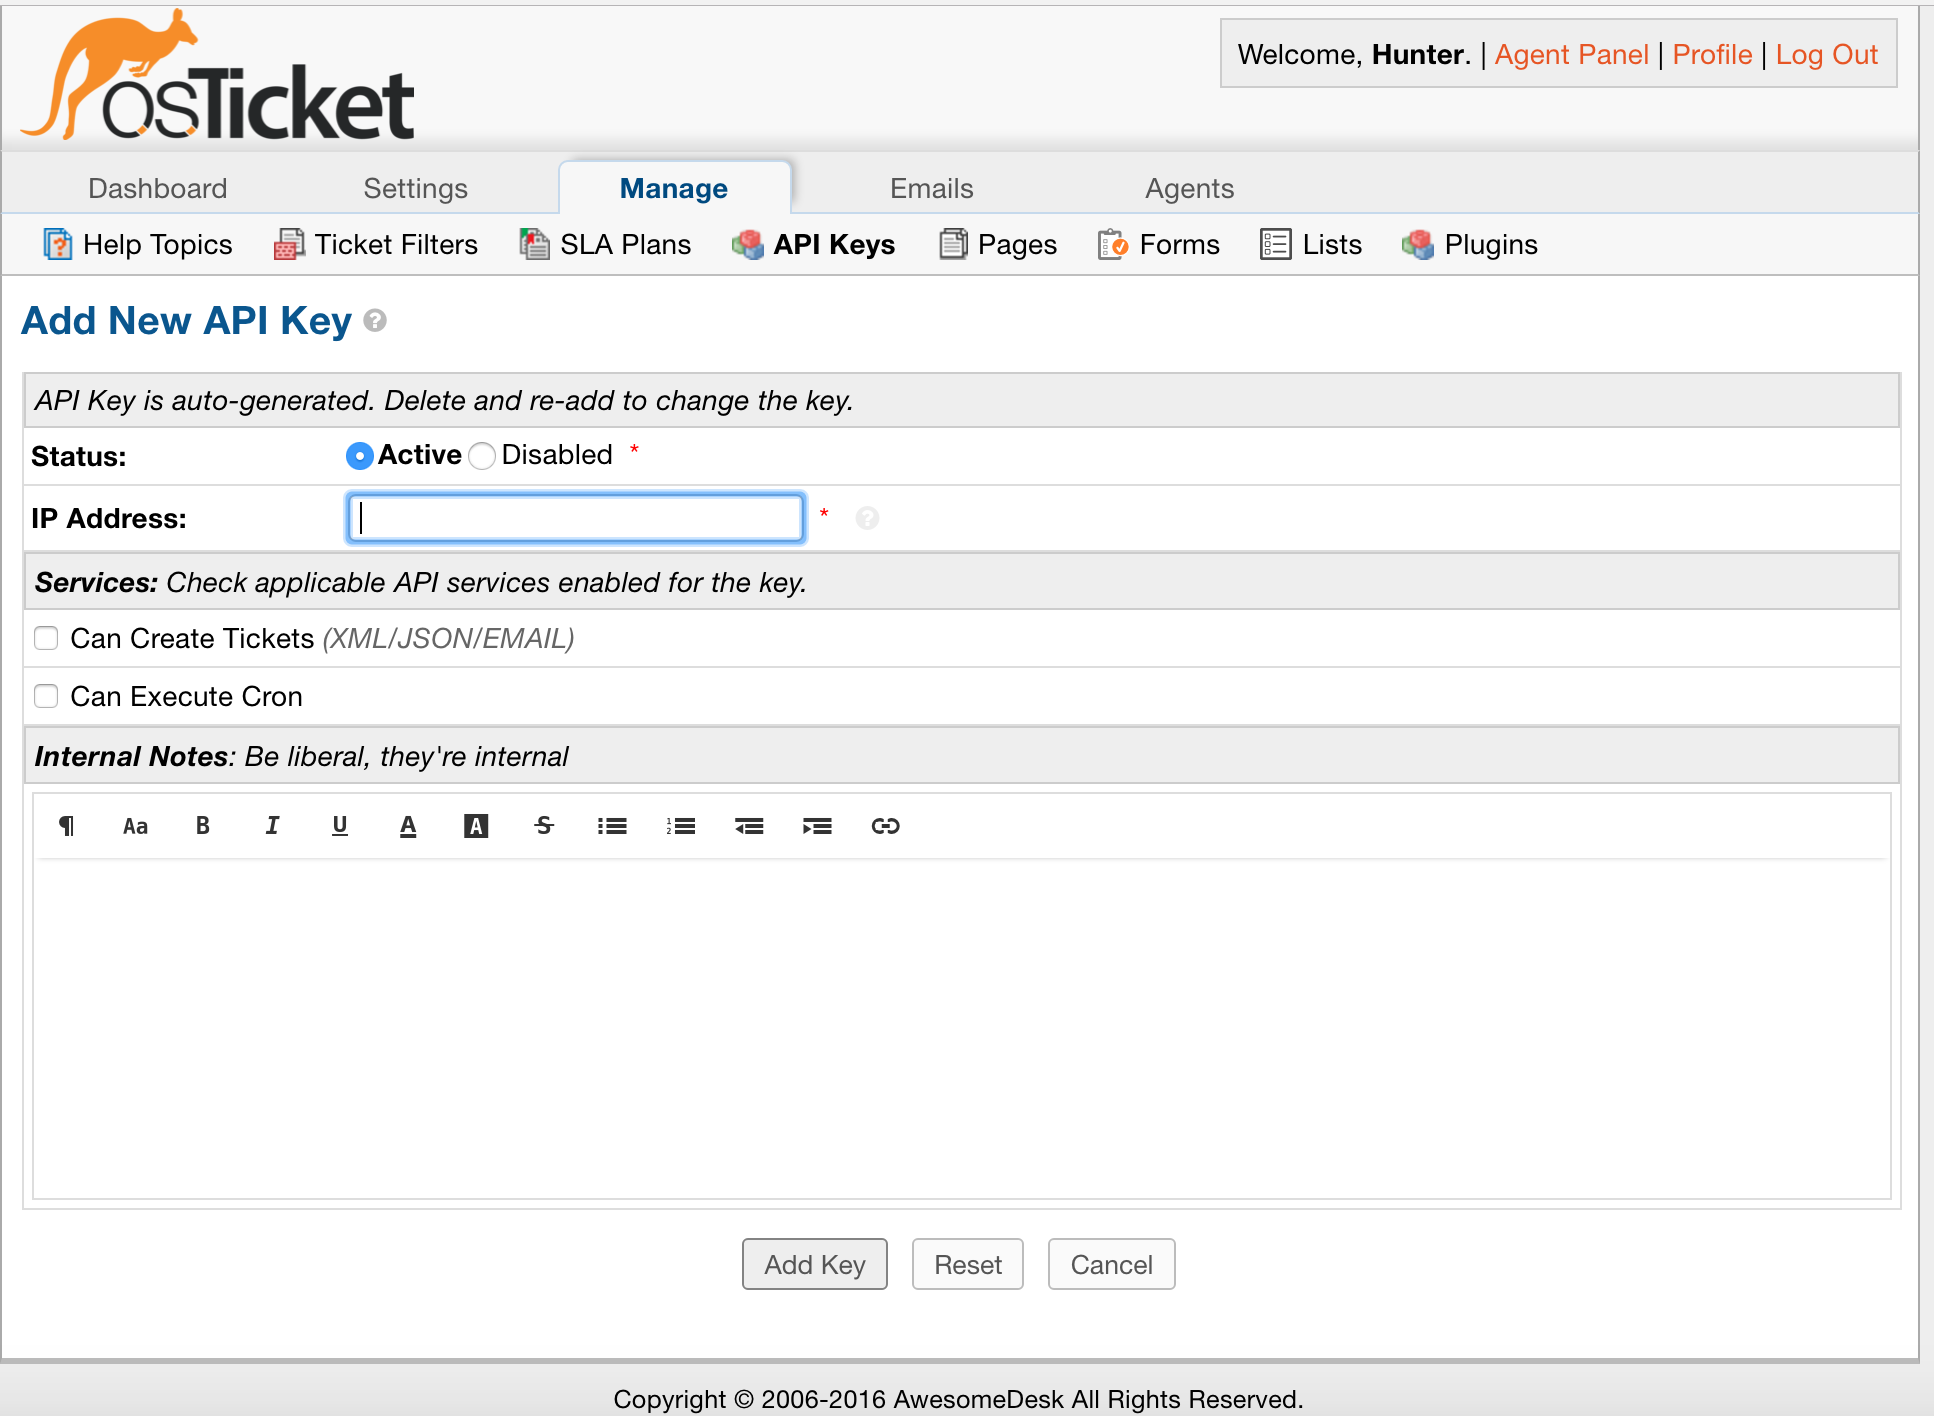 osTicket
Welcome, Hunter. | Agent Panel | Profile | Log Out
Dashboard Settings Manage Emails Agents
Help Topics Ticket Filters SLA Plans API Keys Pages Forms Lists Plugins
Add New API Key ?
API Key is auto-generated. Delete and re-add to change the key.
Status: Active Disabled *
IP Address: * ?
Services: Check applicable API services enabled for the key.
Can Create Tickets (XML/JSON/EMAIL)
Can Execute Cron
Internal Notes: Be liberal, they're internal
¶ Aa B I U A A S
Add Key Reset Cancel
Copyright © 2006-2016 AwesomeDesk All Rights Reserved.